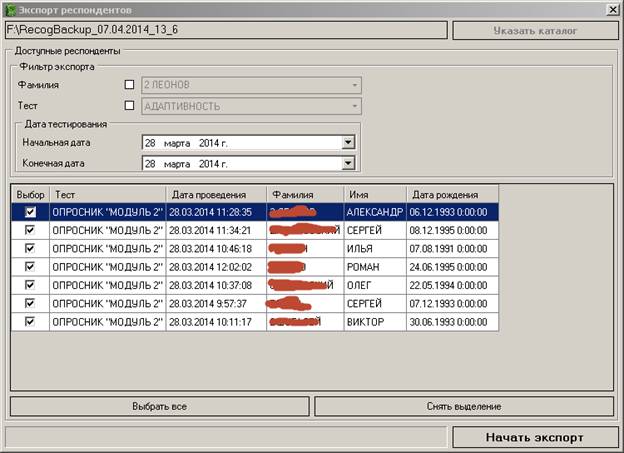 Экспорт респондентов
F:\RecogBackup_07.04.2014_13_6 Указать каталог
Доступные респонденты
Фильтр экспорта
Фамилия 2 ЛЕОНОВ
Тест АДАПТИВНОСТЬ
Дата тестирования
Начальная дата 28 марта 2014 г.
Конечная дата 28 марта 2014 г.
Выбор Тест Дата проведения Фамилия Имя Дата рождения
ОПРОСНИК "МОДУЛЬ 2" 28.03.2014 11:28:35 АЛЕКСАНДР 06.12.1993 0:00:00
ОПРОСНИК "МОДУЛЬ 2" 28.03.2014 11:34:21 СЕРГЕЙ 08.12.1995 0:00:00
ОПРОСНИК "МОДУЛЬ 2" 28.03.2014 10:46:18 ИЛЬЯ 07.08.1991 0:00:00
ОПРОСНИК "МОДУЛЬ 2" 28.03.2014 12:02:02 РОМАН 24.06.1995 0:00:00
ОПРОСНИК "МОДУЛЬ 2" 28.03.2014 10:37:08 ОЛЕГ 22.05.1994 0:00:00
ОПРОСНИК "МОДУЛЬ 2" 28.03.2014 9:57:37 СЕРГЕЙ 07.12.1993 0:00:00
ОПРОСНИК "МОДУЛЬ 2" 28.03.2014 10:11:17 ВИКТОР 30.06.1993 0:00:00
Выбрать все Снять выделение
Начать экспорт